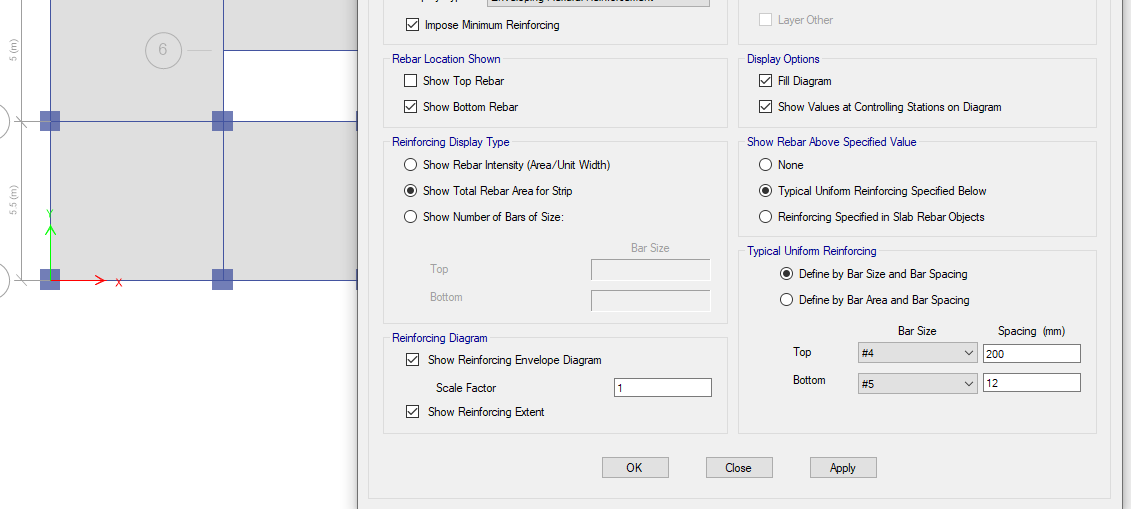 5 (m)
6
5.5 (m)
Y
X
Impose Minimum Reinforcing
Rebar Location Shown
Show Top Rebar
Show Bottom Rebar
Reinforcing Display Type
Show Rebar Intensity (Area/Unit Width)
Show Total Rebar Area for Strip
Show Number of Bars of Size:
Bar Size
Top
Bottom
Reinforcing Diagram
Show Reinforcing Envelope Diagram
Scale Factor
1
Show Reinforcing Extent
Layer Other
Display Options
Fill Diagram
Show Values at Controlling Stations on Diagram
Show Rebar Above Specified Value
None
Typical Uniform Reinforcing Specified Below
Reinforcing Specified in Slab Rebar Objects
Typical Uniform Reinforcing
Define by Bar Size and Bar Spacing
Define by Bar Area and Bar Spacing
Bar Size Spacing (mm)
Top #4 200
Bottom #5 12
OK Close Apply